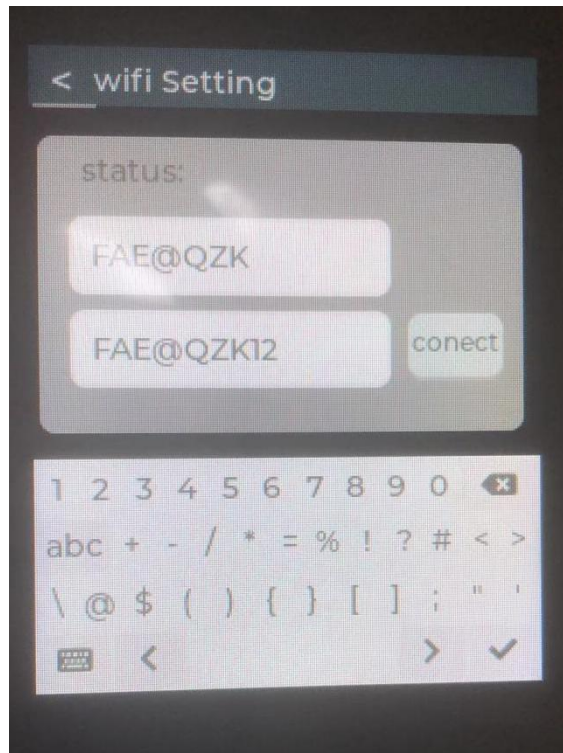 < wifi Setting
status:
FAE@QZK
FAE@QZK12
conect
1 2 3 4 5 6 7 8 9 0
abc + - / * = % ! ? # < >
\ @ $ ( ) { } [ ] ; " '
< >